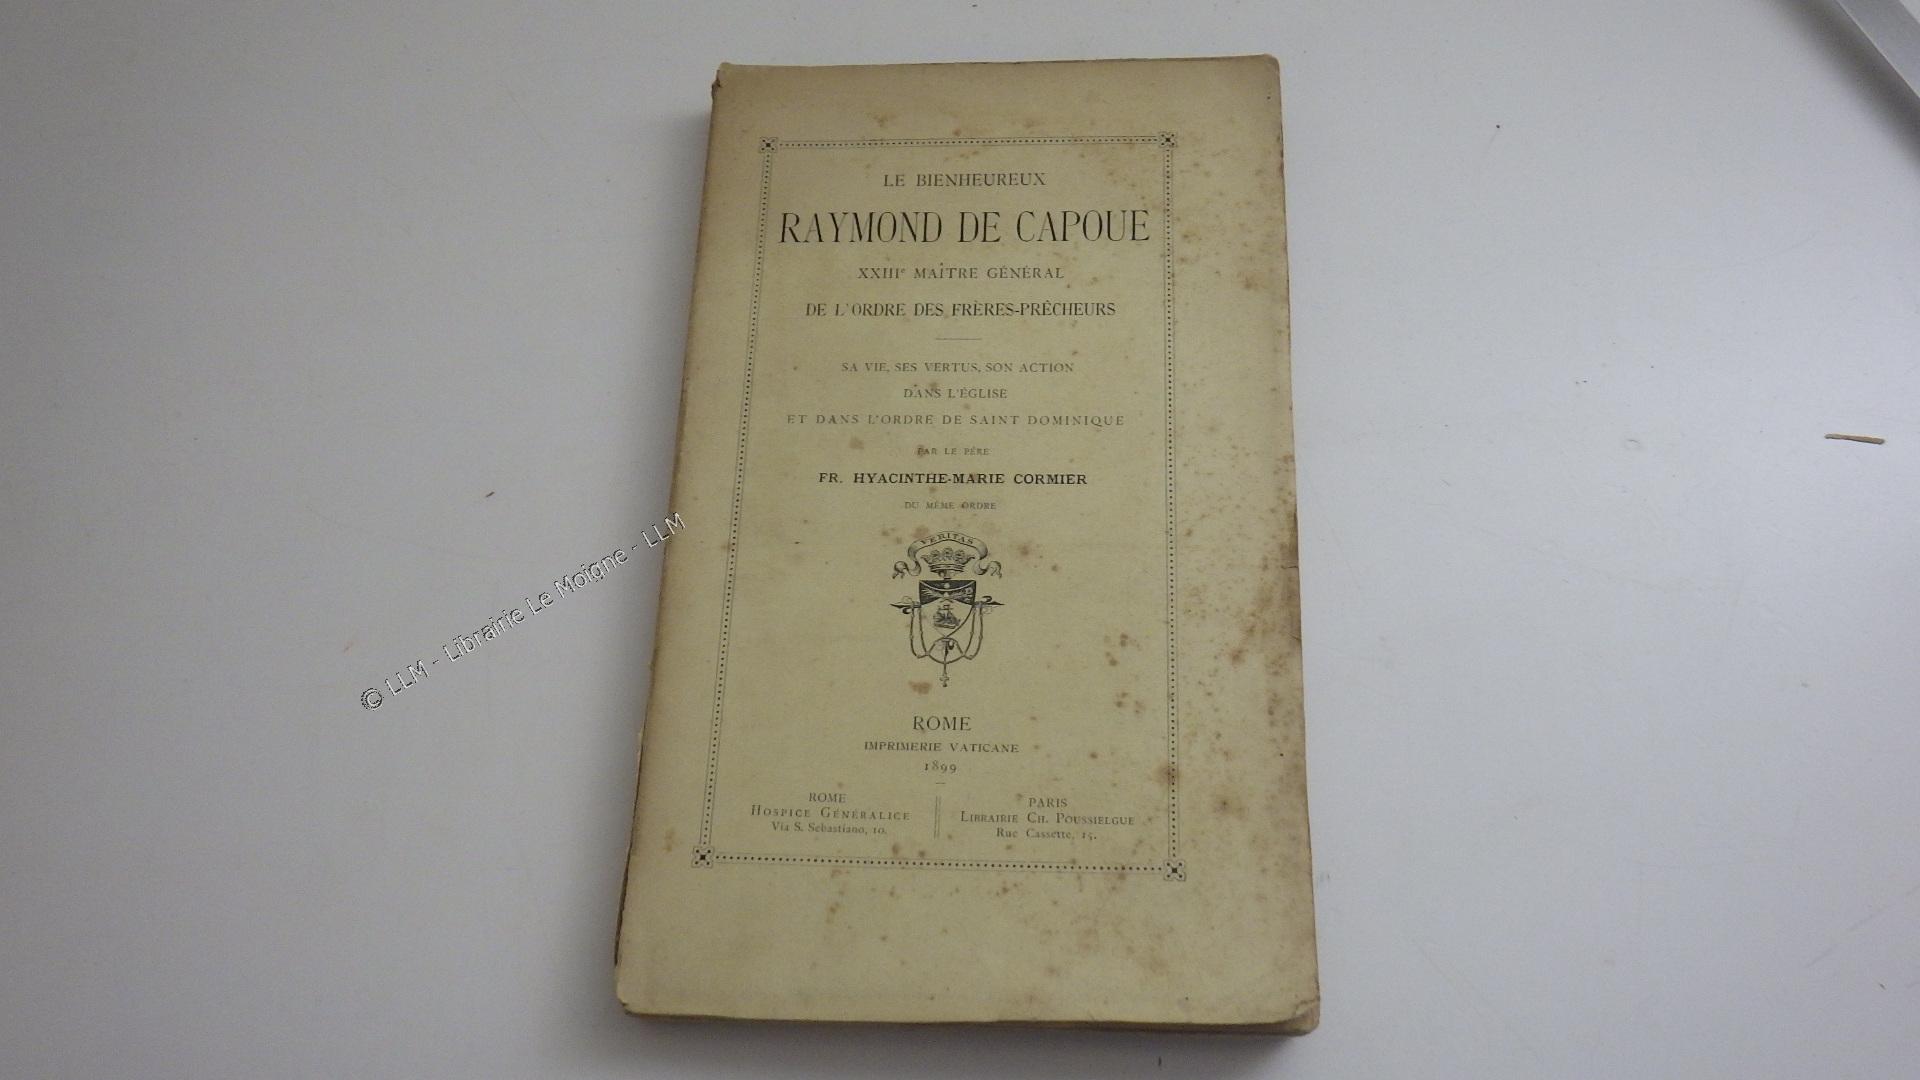 LE BIENHEUREUX
RAYMOND DE CAPOUE
XXIIIe MAÎTRE GÉNÉRAL
DE L'ORDRE DES FRÈRES-PRÊCHEURS
SA VIE, SES VERTUS, SON ACTION
DANS L'ÉGLISE
ET DANS L'ORDRE DE SAINT DOMINIQUE
PAR LE PÈRE
FR. HYACINTHE-MARIE CORMIER
DU MÊME ORDRE
VERITAS
ROME
IMPRIMERIE VATICANE
1899
ROME
HOSPICE GÉNÉRALICE
Via S. Sebastiano, 10.
PARIS
LIBRAIRIE CH. POUSSIELGUE
Rue Cassette, 15.
© LLM - Librairie Le Moigne - LLM